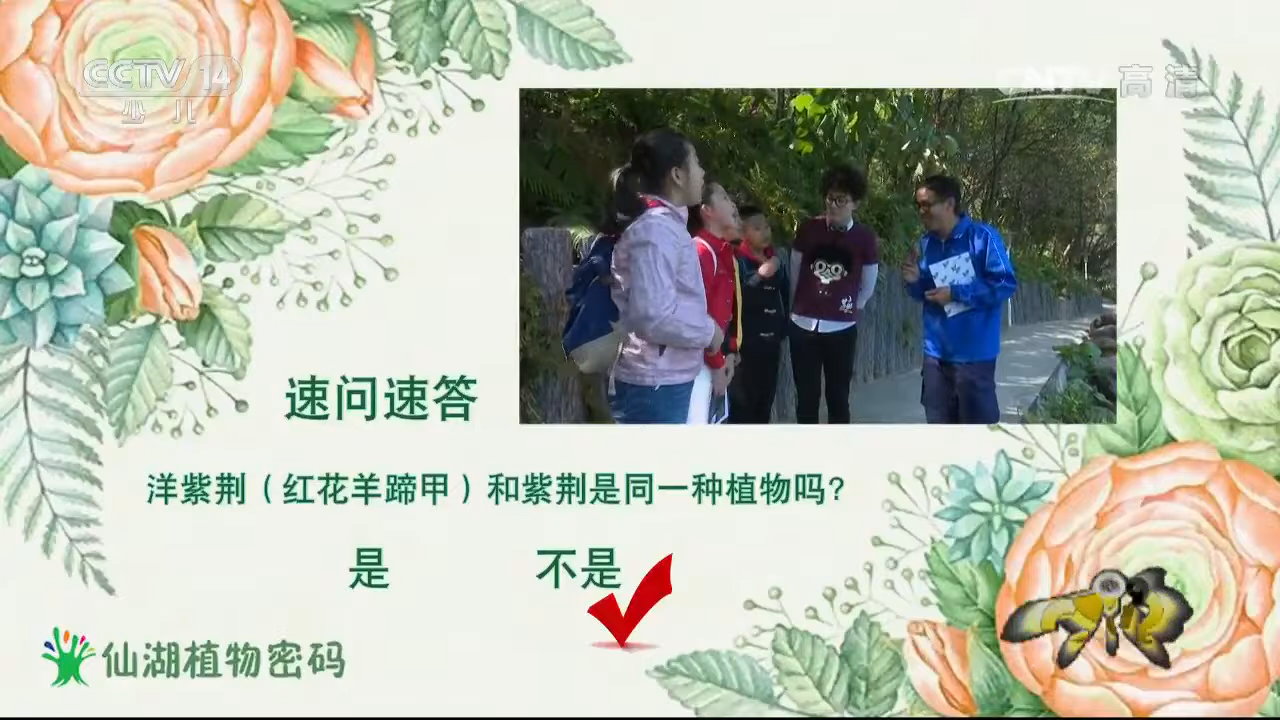 CCTV 14
少儿
高清
速问速答
洋紫荆（红花羊蹄甲）和紫荆是同一种植物吗？
是 不是
仙湖植物密码